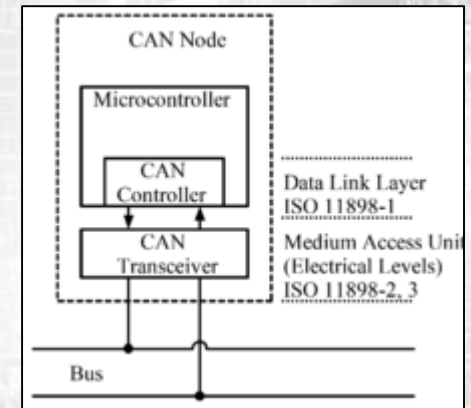 CAN Node
Microcontroller
CAN
Controller
CAN
Transceiver
Data Link Layer
ISO 11898-1
Medium Access Unit
(Electrical Levels)
ISO 11898-2, 3
Bus